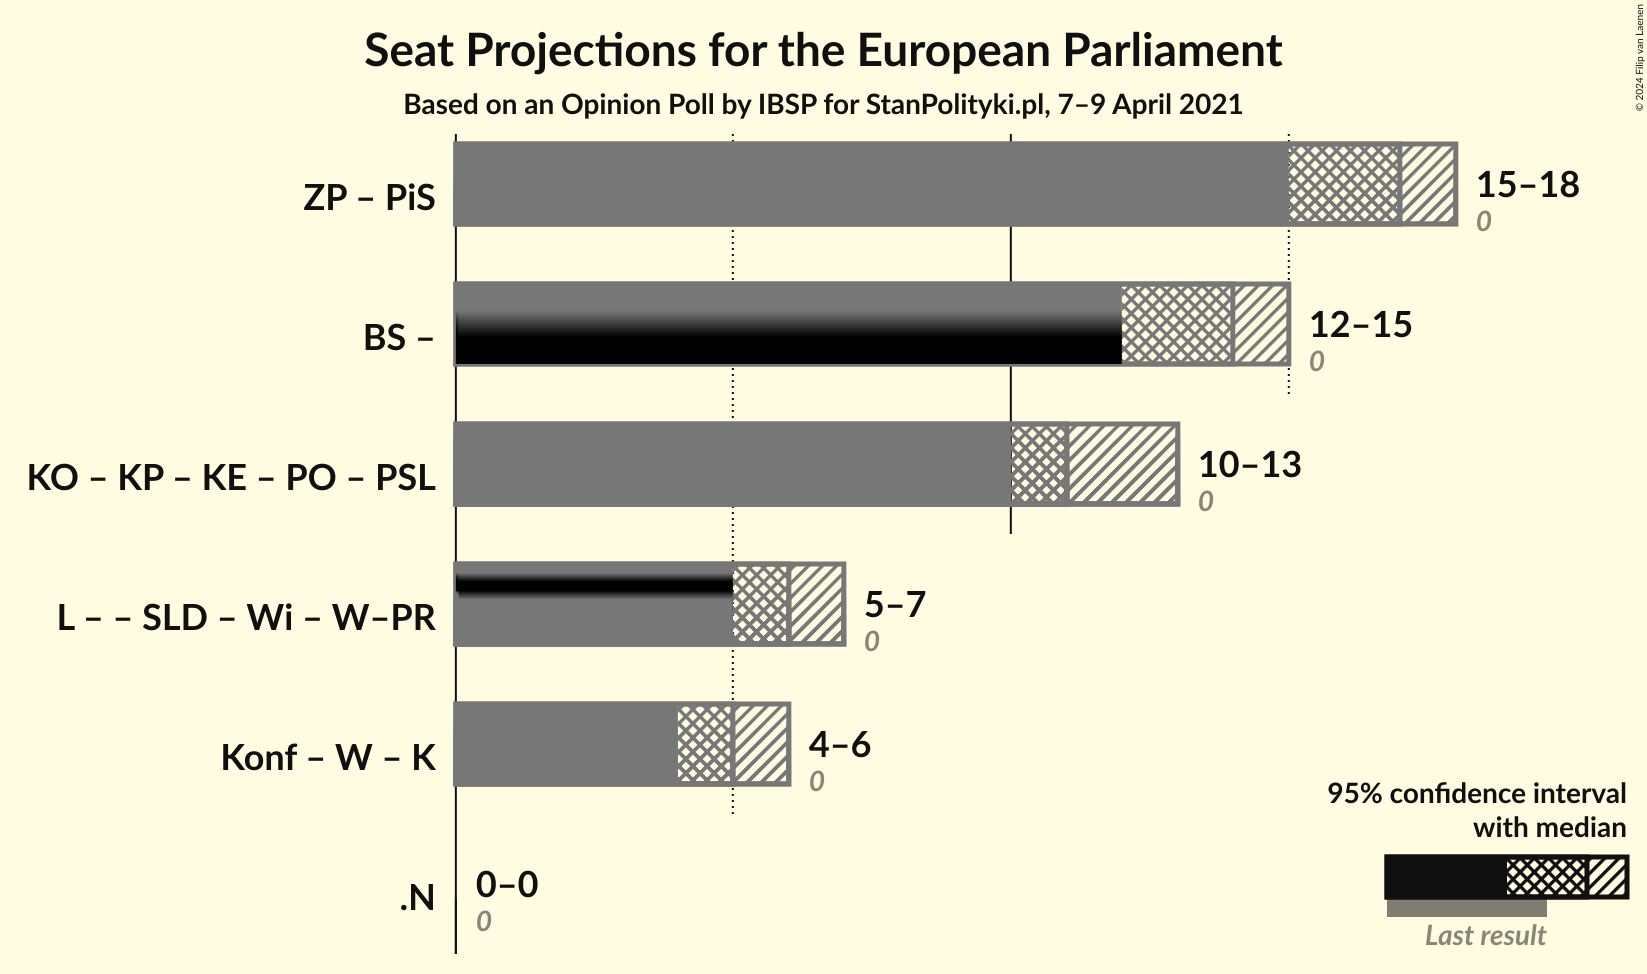 Seat Projections for the European Parliament
Based on an Opinion Poll by IBSP for StanPolityki.pl, 7–9 April 2021
© 2024 Filip van Laenen
ZP – PiS
15–18
0
BS –
12–15
0
KO – KP – KE – PO – PSL
10–13
0
L – – SLD – Wi – W–PR
5–7
0
Konf – W – K
4–6
0
.N
0–0
0
95% confidence interval
with median
Last result